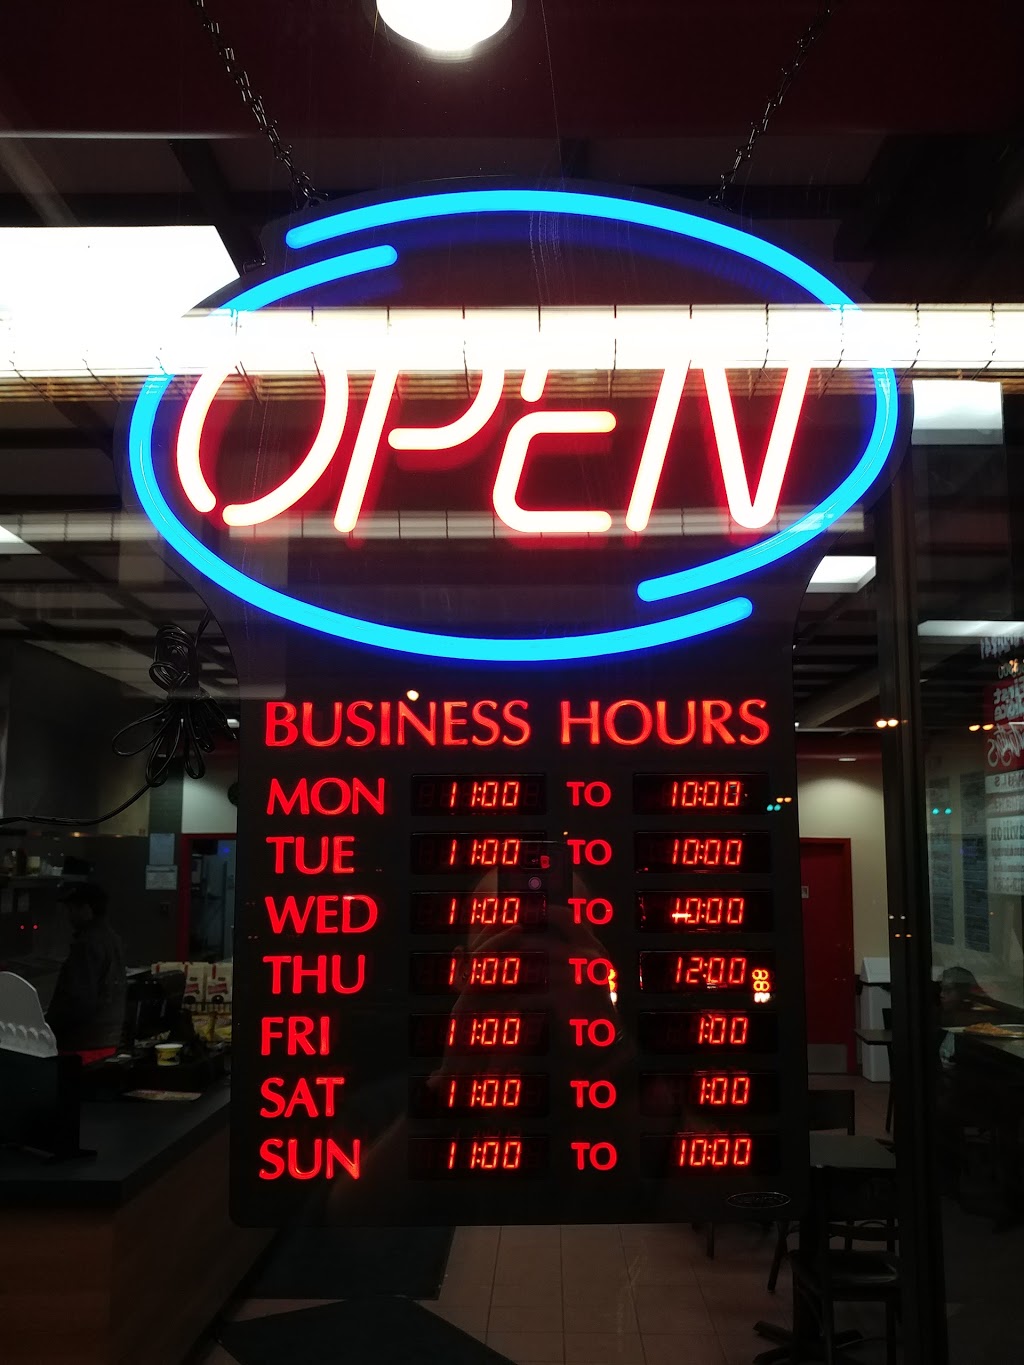 OPEN
BUSINESS HOURS
MON 11:00 TO 10:00
TUE 11:00 TO 10:00
WED 11:00 TO 10:00
THU 11:00 TO 12:00
FRI 11:00 TO 1:00
SAT 11:00 TO 1:00
SUN 11:00 TO 10:00